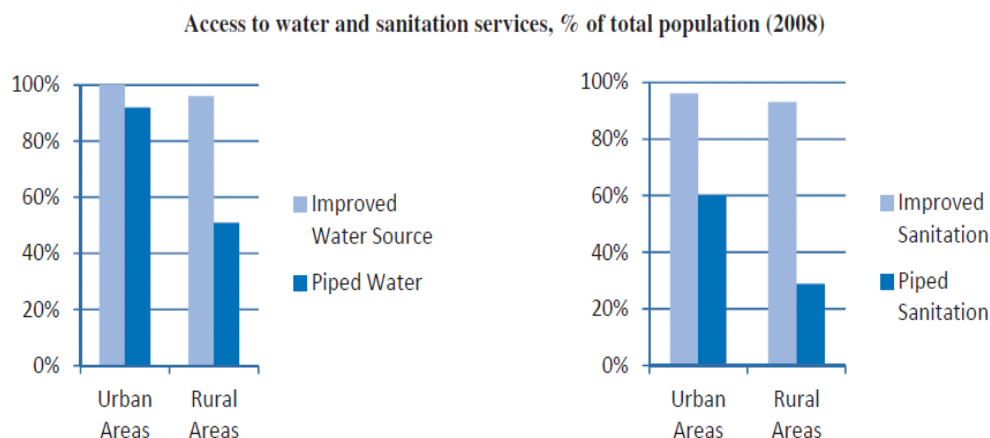 Access to water and sanitation services, % of total population (2008)
100%
80%
60%
40%
20%
0%
Urban
Areas
Rural
Areas
Improved
Water Source
Piped Water
100%
80%
60%
40%
20%
0%
Urban
Areas
Rural
Areas
Improved
Sanitation
Piped
Sanitation